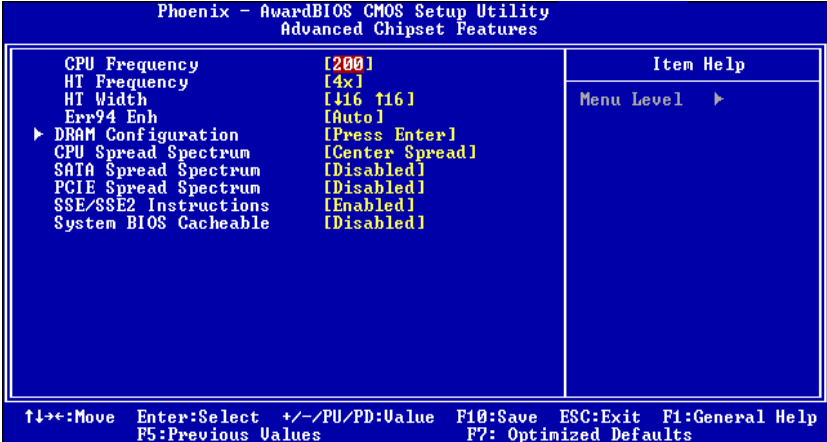 Phoenix - AwardBIOS CMOS Setup Utility
Advanced Chipset Features
CPU Frequency [200]
HT Frequency [4x]
HT Width [↓16 ↑16]
Err94 Enh [Auto]
▶ DRAM Configuration [Press Enter]
CPU Spread Spectrum [Center Spread]
SATA Spread Spectrum [Disabled]
PCIE Spread Spectrum [Disabled]
SSE/SSE2 Instructions [Enabled]
System BIOS Cacheable [Disabled]
Item Help
Menu Level ▶
↑↓→←:Move Enter:Select +/-/PU/PD:Value F10:Save ESC:Exit F1:General Help
F5:Previous Values F7: Optimized Defaults